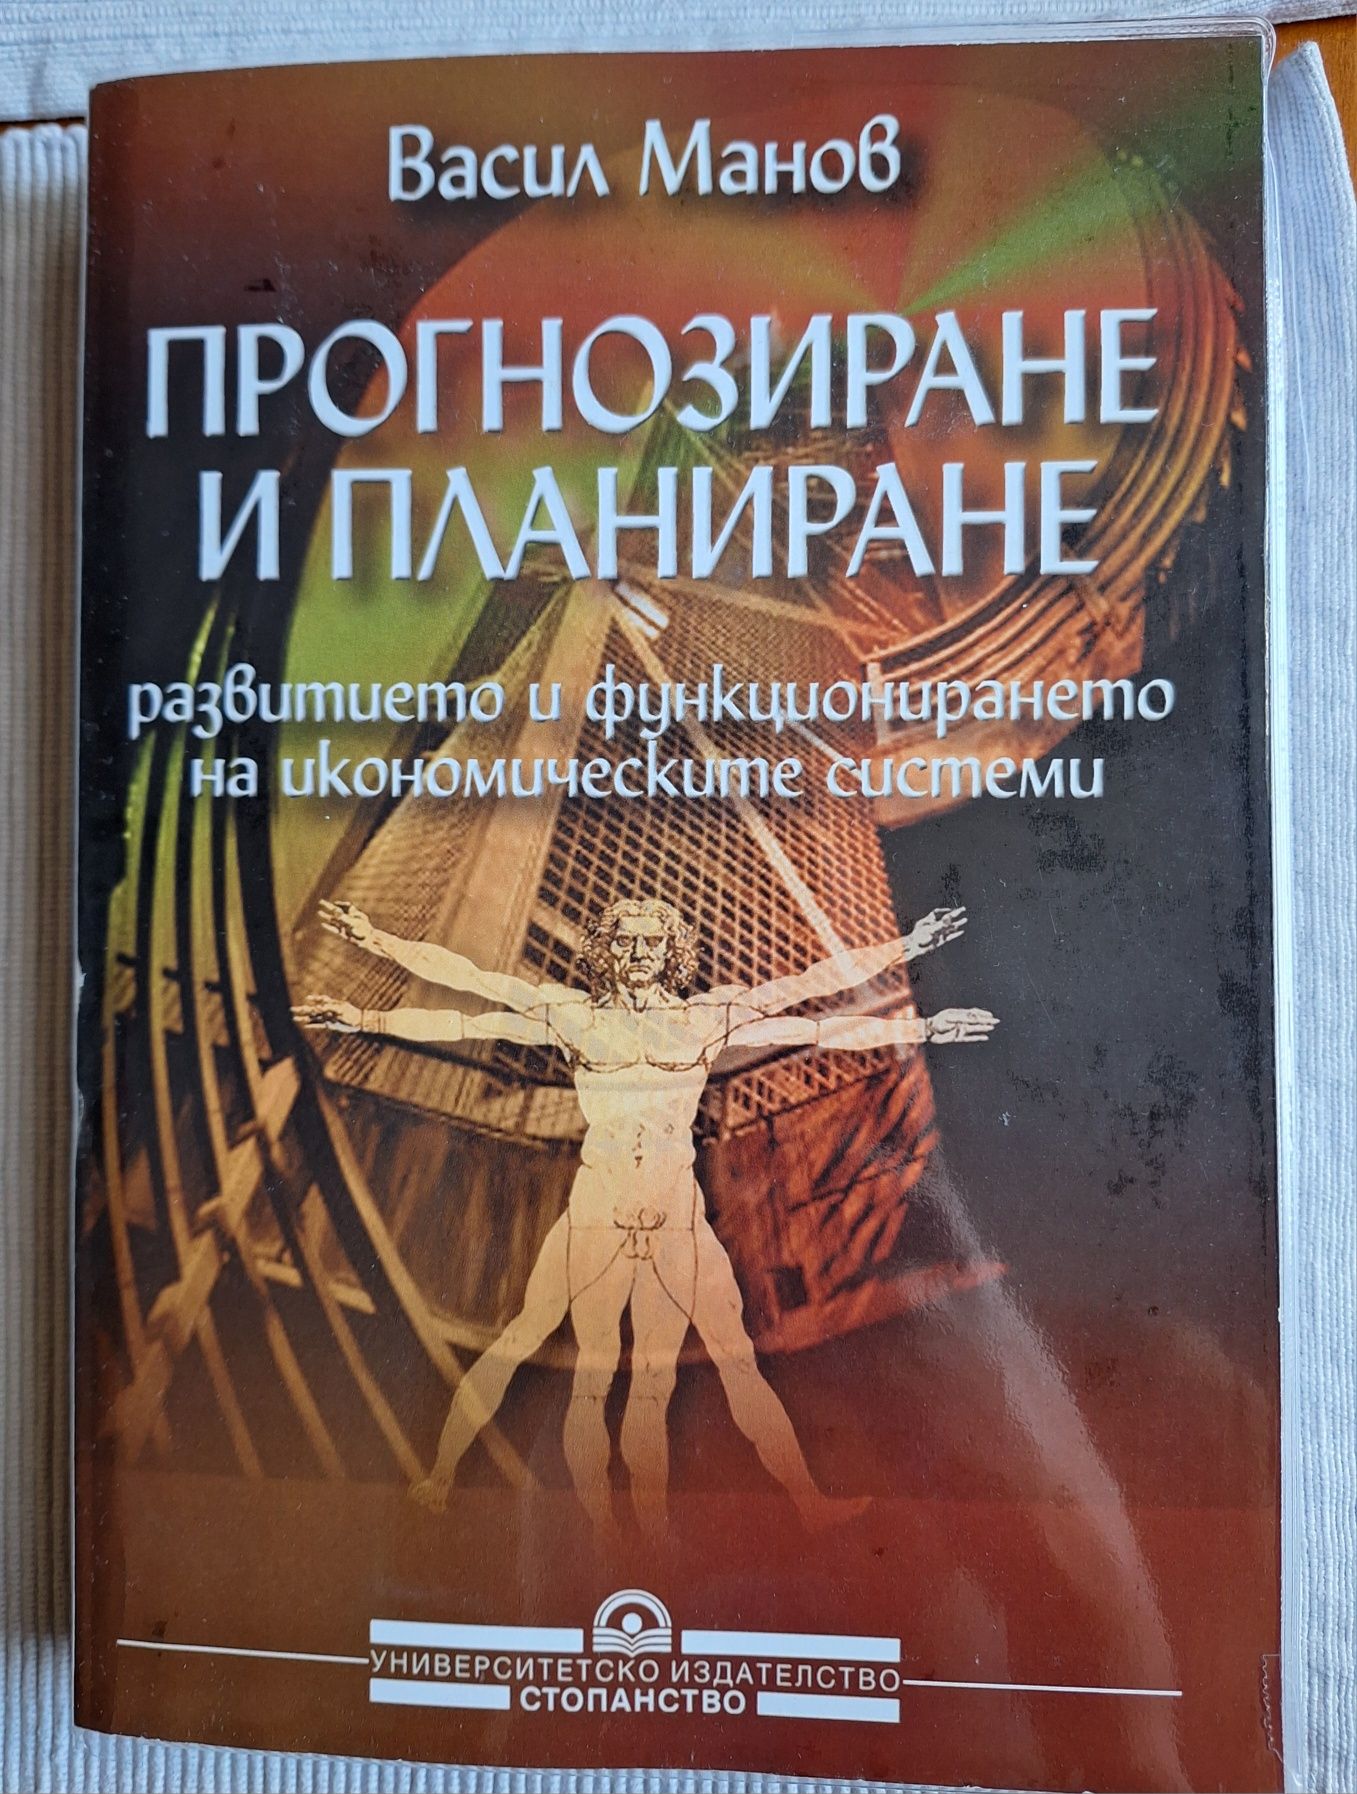 Васил Манов
ПРОГНОЗИРАНЕ
И ПЛАНИРАНЕ
развитието и функционирането
на икономическите системи
УНИВЕРСИТЕТСКО ИЗДАТЕЛСТВО
СТОПАНСТВО